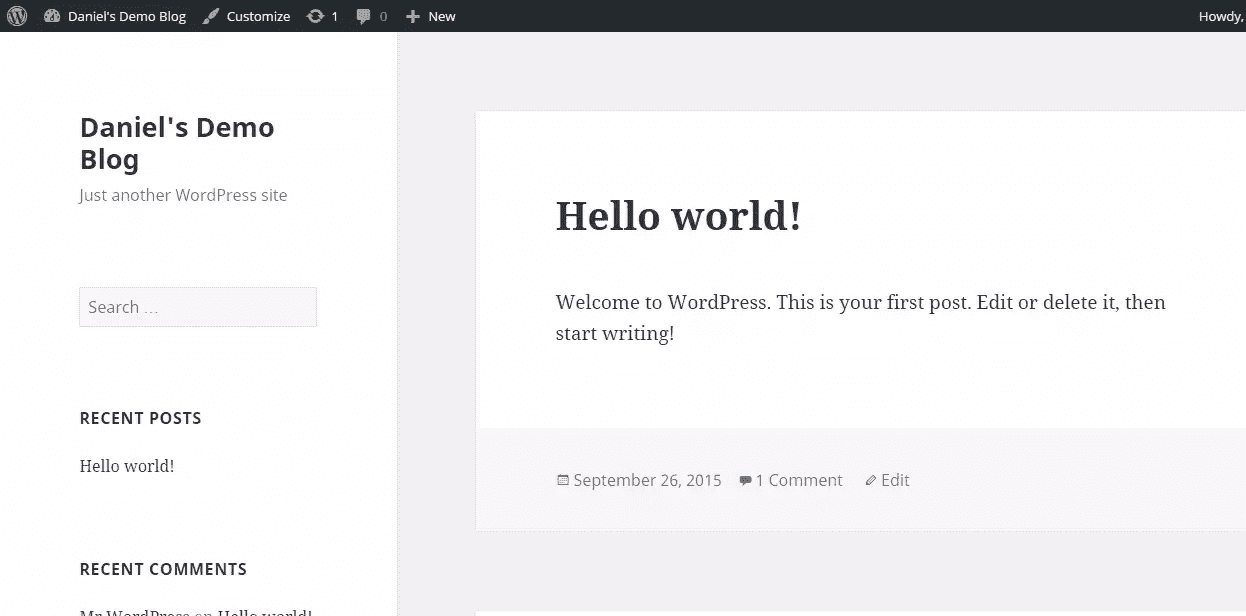 Daniel's Demo Blog Customize 1 0 New Howdy,
Daniel's Demo
Blog
Just another WordPress site
Search …
RECENT POSTS
Hello world!
RECENT COMMENTS
Mr WordPress on Hello world!
Hello world!
Welcome to WordPress. This is your first post. Edit or delete it, then
start writing!
September 26, 2015 1 Comment Edit